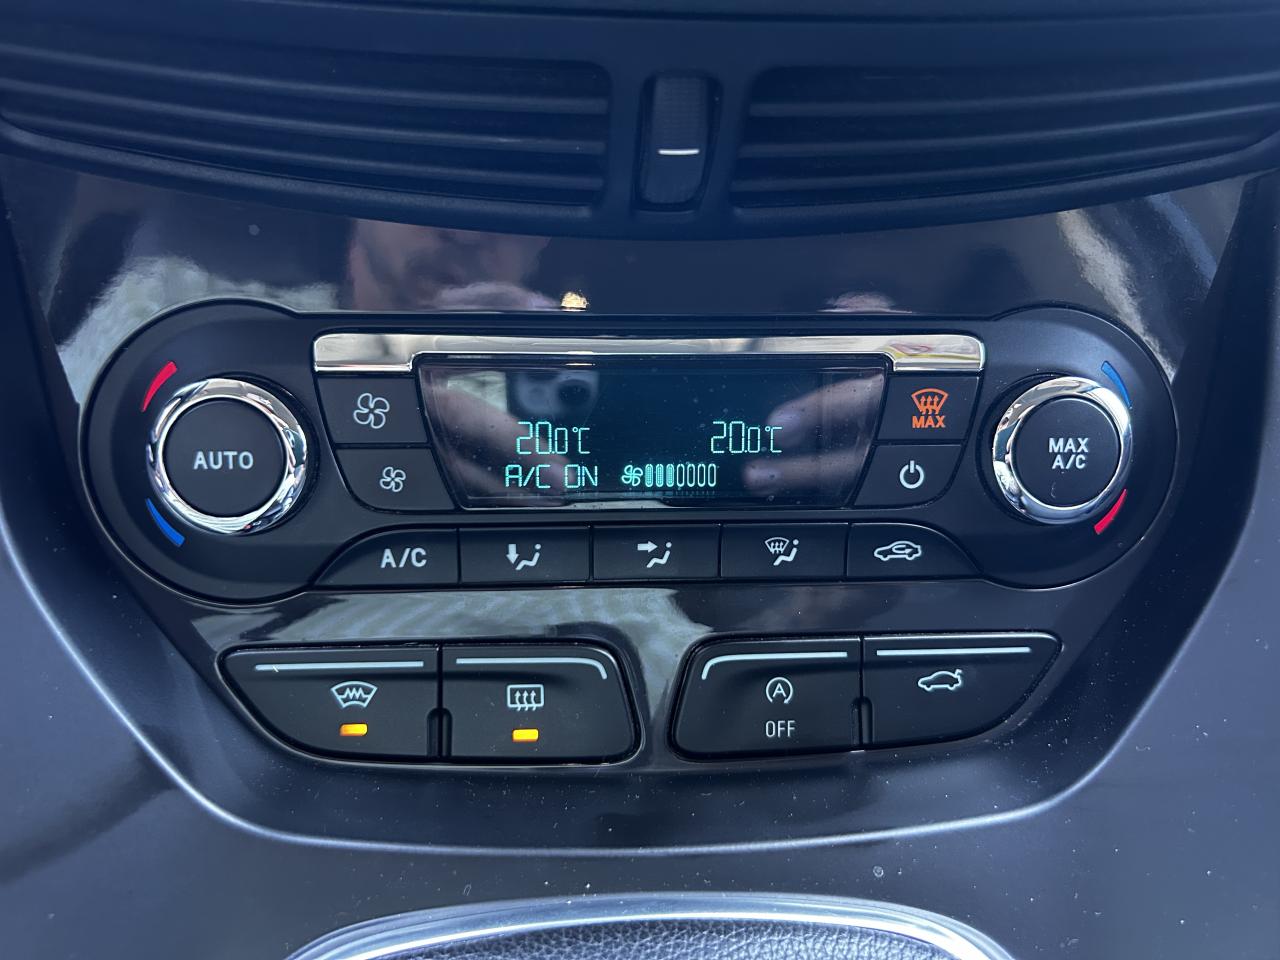 MAX
20.0°C 20.0°C
AUTO
MAX
A/C
A/C ON
A/C
A
OFF